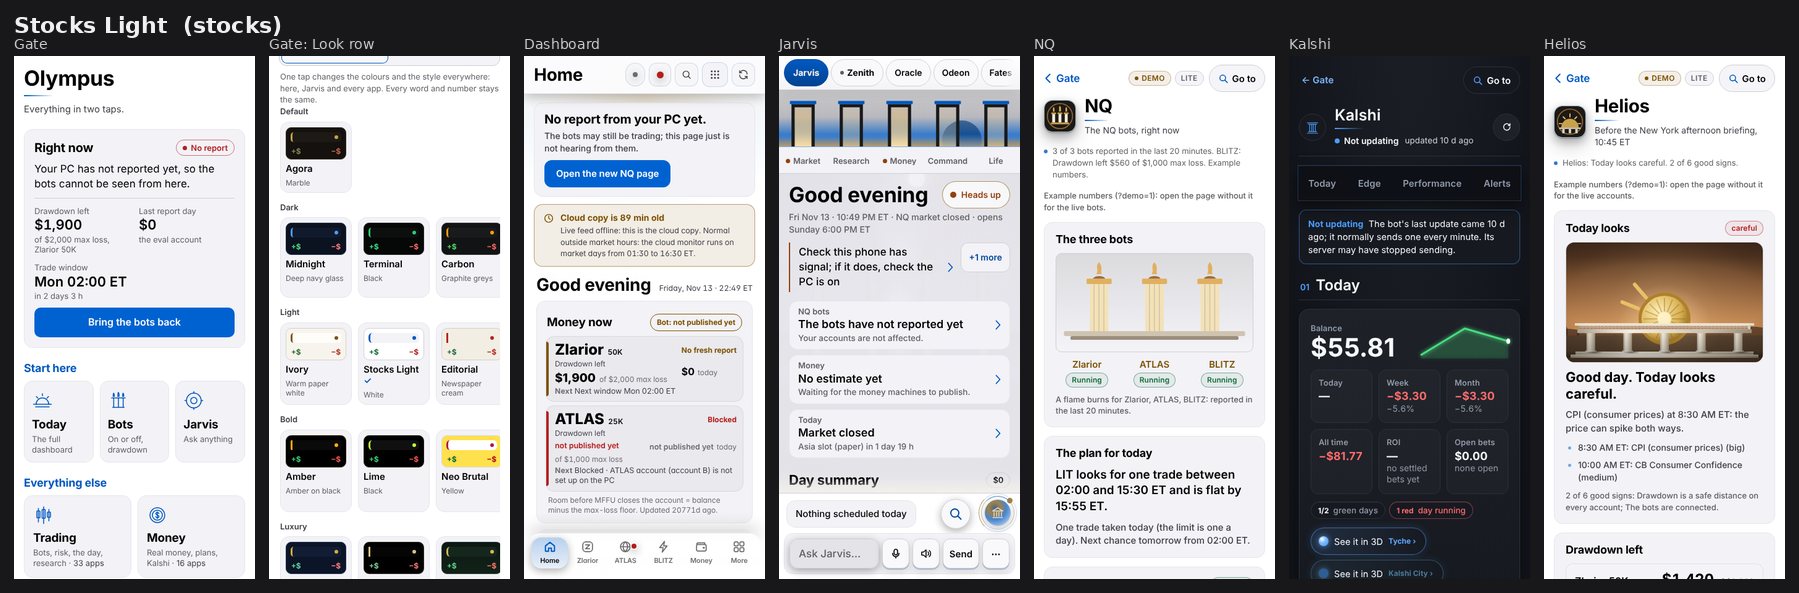 Stocks Light (stocks)
Gate
Olympus
Everything in two taps.
Right now
No report
Your PC has not reported yet, so the
bots cannot be seen from here.
Drawdown left
Last report day
$1,900
$0
of $2,000 max loss,
Zlarior 50K
the eval account
Trade window
Mon 02:00 ET
in 2 days 3 h
Bring the bots back
Start here
Today
The full
dashboard
Bots
On or off,
drawdown
Jarvis
Ask anything
Everything else
Trading
Bots, risk, the day,
research · 33 apps
Money
Real money, plans,
Kalshi · 16 apps
Gate: Look row
One tap changes the colours and the style everywhere:
here, Jarvis and every app. Every word and number stays
the same.
Default
+$ -$
Agora
Marble
Dark
+$ -$
+$ -$
+$ -$
Midnight
Deep navy glass
Terminal
Black
Carbon
Graphite greys
Light
+$ -$
+$ -$
+$ -$
Ivory
Warm paper
white
Stocks Light
✓
White
Editorial
Newspaper
cream
Bold
+$ -$
+$ -$
+$ -$
Amber
Amber on black
Lime
Black
Neo Brutal
Yellow
Luxury
+$ -$
+$ -$
+$ -$
Dashboard
Home
No report from your PC yet.
The bots may still be trading; this page just is
not hearing from them.
Open the new NQ page
Cloud copy is 89 min old
Live feed offline: this is the cloud copy. Normal
outside market hours: the cloud monitor runs on
market days from 01:30 to 16:30 ET.
Good evening
Friday, Nov 13 · 22:49 ET
Money now
Bot: not published yet
Zlarior 50K
No fresh report
Drawdown left
$1,900 of $2,000 max loss
$0 today
Next Next window Mon 02:00 ET
ATLAS 25K
Blocked
Drawdown left
not published yet
not published yet today
of $1,000 max loss
Next Blocked · ATLAS account (account B) is not
set up on the PC
Room before MFFU closes the account = balance
minus the max-loss floor. Updated 20771d ago.
Home
Zlarior
ATLAS
BLITZ
Money
More
Jarvis
Jarvis
Zenith
Oracle
Odeon
Fates
Market
Research
Money
Command
Life
Good evening
Heads up
Fri Nov 13 · 10:49 PM ET · NQ market closed · opens
Sunday 6:00 PM ET
Check this phone has
signal; if it does, check the
PC is on
+1 more
NQ bots
The bots have not reported yet
Your accounts are not affected.
Money
No estimate yet
Waiting for the money machines to publish.
Today
Market closed
Asia slot (paper) in 1 day 19 h
Day summary
$0
Nothing scheduled today
Ask Jarvis...
Send
NQ
Gate
DEMO
LITE
Go to
NQ
The NQ bots, right now
3 of 3 bots reported in the last 20 minutes. BLITZ:
Drawdown left $560 of $1,000 max loss. Example
numbers.
Example numbers (?demo=1): open the page without it
for the live bots.
The three bots
Zlarior
ATLAS
BLITZ
Running
Running
Running
A flame burns for Zlarior, ATLAS, BLITZ: reported in
the last 20 minutes.
The plan for today
LIT looks for one trade between
02:00 and 15:30 ET and is flat by
15:55 ET.
One trade taken today (the limit is one a
day). Next chance tomorrow from 02:00 ET.
Kalshi
← Gate
Go to
Kalshi
Not updating updated 10 d ago
Today
Edge
Performance
Alerts
Not updating The bot's last update came 10 d
ago; it normally sends one every minute. Its
server may have stopped sending.
01 Today
Balance
$55.81
Today
—
Week
−$3.30
−5.6%
Month
−$3.30
−5.6%
All time
−$81.77
ROI
—
no settled
bets yet
Open bets
$0.00
none open
1/2 green days
1 red day running
See it in 3D Tyche ›
See it in 3D Kalshi City ›
Helios
Gate
DEMO
LITE
Go to
Helios
Before the New York afternoon briefing,
10:45 ET
Helios: Today looks careful. 2 of 6 good signs.
Example numbers (?demo=1): open the page without it
for the live accounts.
Today looks
careful
Good day. Today looks
careful.
CPI (consumer prices) at 8:30 AM ET: the
price can spike both ways.
8:30 AM ET: CPI (consumer prices) (big)
10:00 AM ET: CB Consumer Confidence
(medium)
2 of 6 good signs: Drawdown is a safe distance on
every account; The bots are connected.
Drawdown left